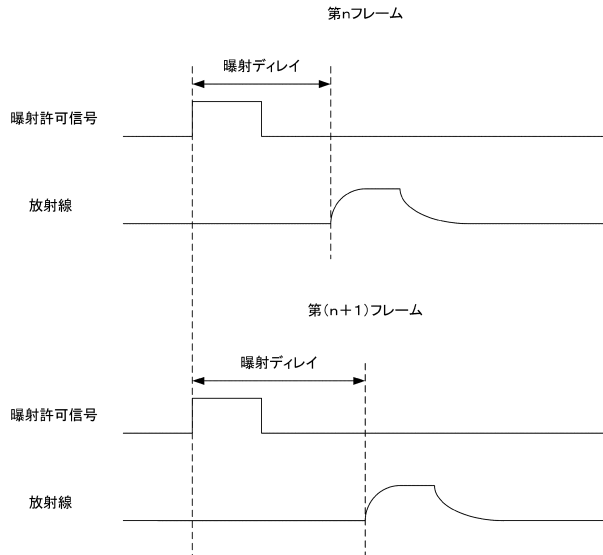 第nフレーム
曝射ディレイ
曝射許可信号
放射線
第(n+1)フレーム
曝射ディレイ
曝射許可信号
放射線